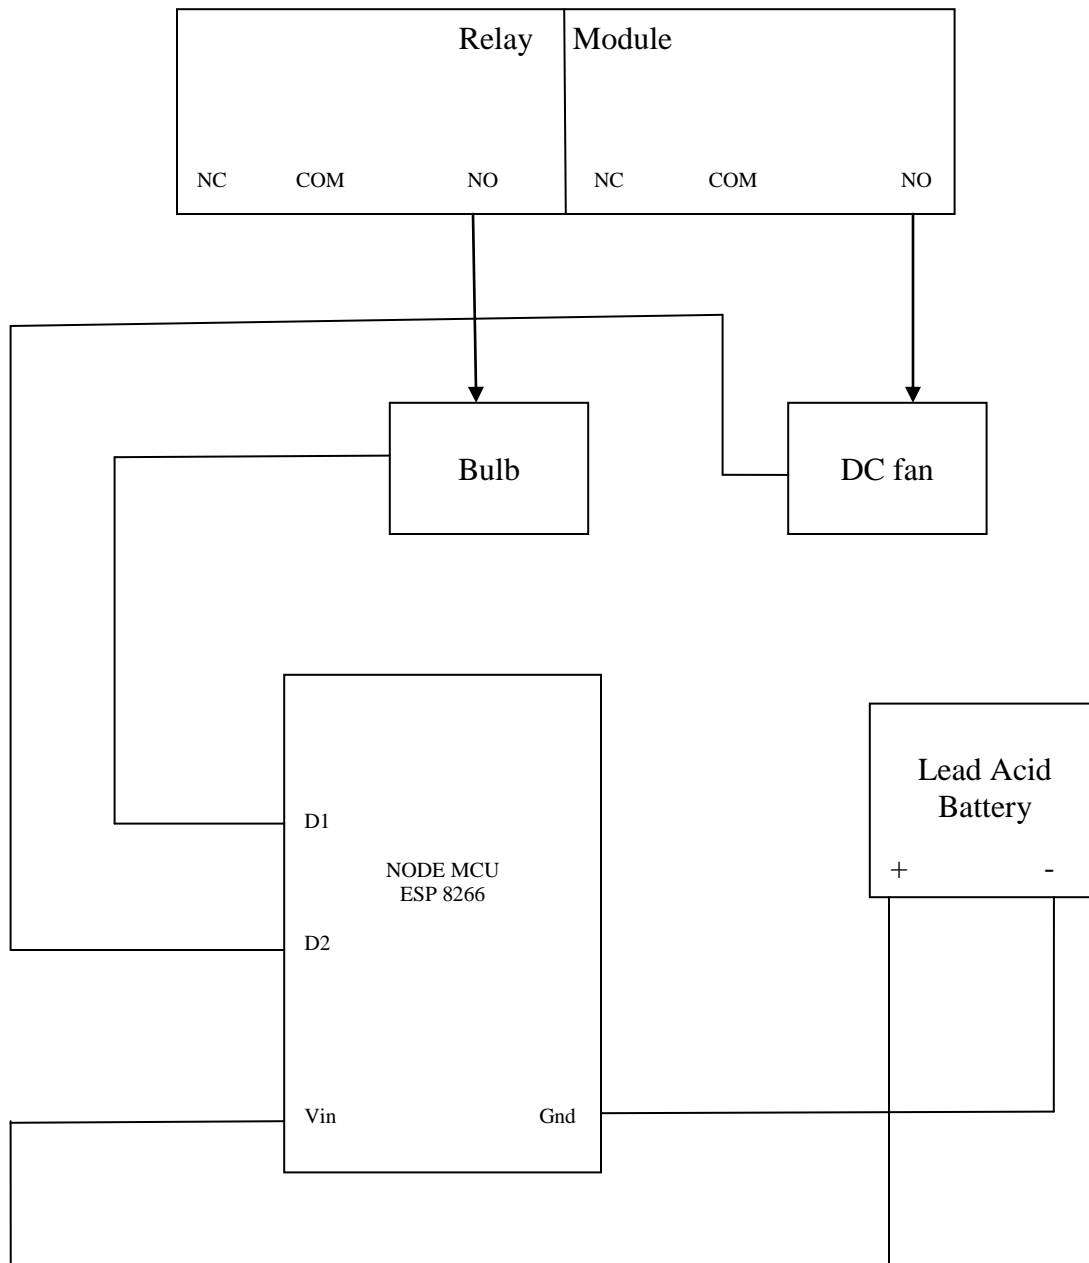 Relay Module
NC COM NO NC COM NO
Bulb
DC fan
Lead Acid
Battery
+ -
D1
NODE MCU
ESP 8266
D2
Vin Gnd